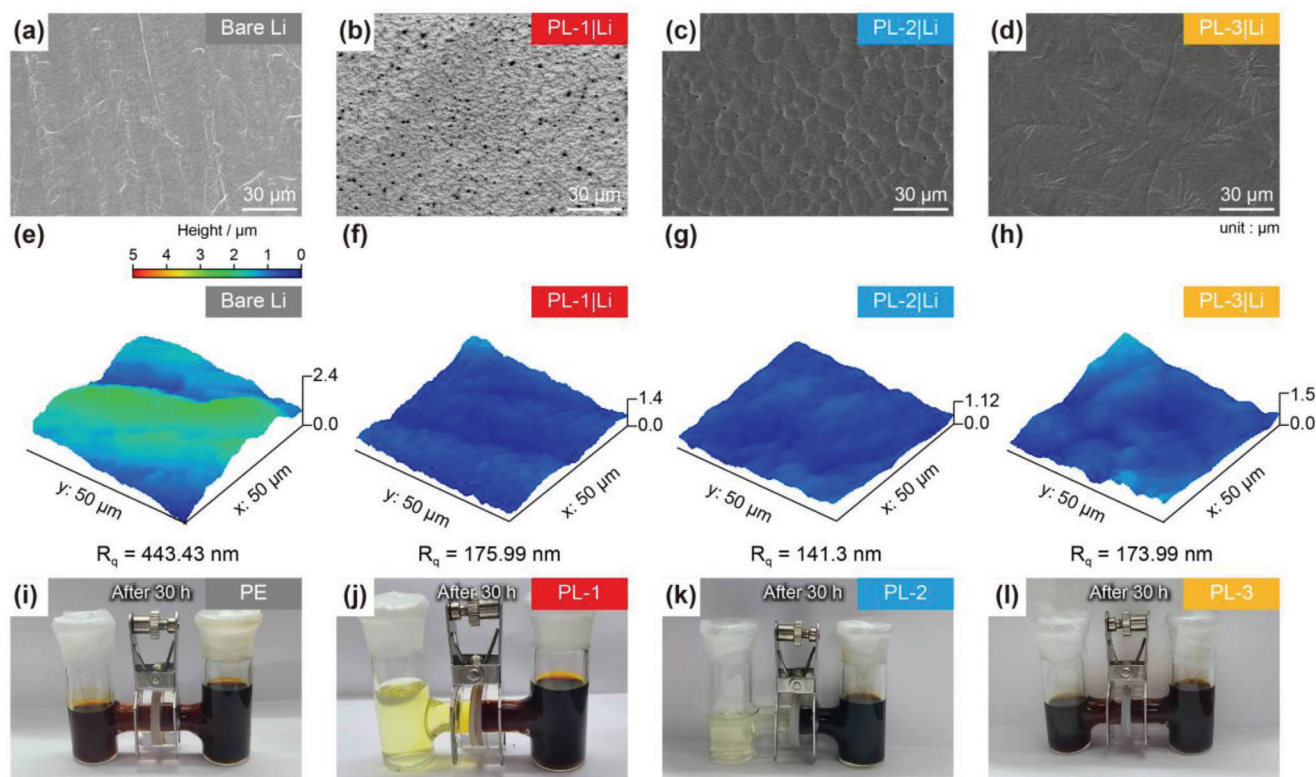 (a) Bare Li
30 µm
(b) PL-1|Li
30 µm
(c) PL-2|Li
30 µm
(d) PL-3|Li
30 µm
(e)
Height / µm
5 4 3 2 1 0
Bare Li
2.4
0.0
y: 50 µm
x: 50 µm
Rq = 443.43 nm
(f)
PL-1|Li
1.4
0.0
y: 50 µm
x: 50 µm
Rq = 175.99 nm
(g)
PL-2|Li
1.12
0.0
y: 50 µm
x: 50 µm
Rq = 141.3 nm
(h)
unit : µm
PL-3|Li
1.5
0.0
y: 50 µm
x: 50 µm
Rq = 173.99 nm
(i) After 30 h PE
(j) After 30 h PL-1
(k) After 30 h PL-2
(l) After 30 h PL-3